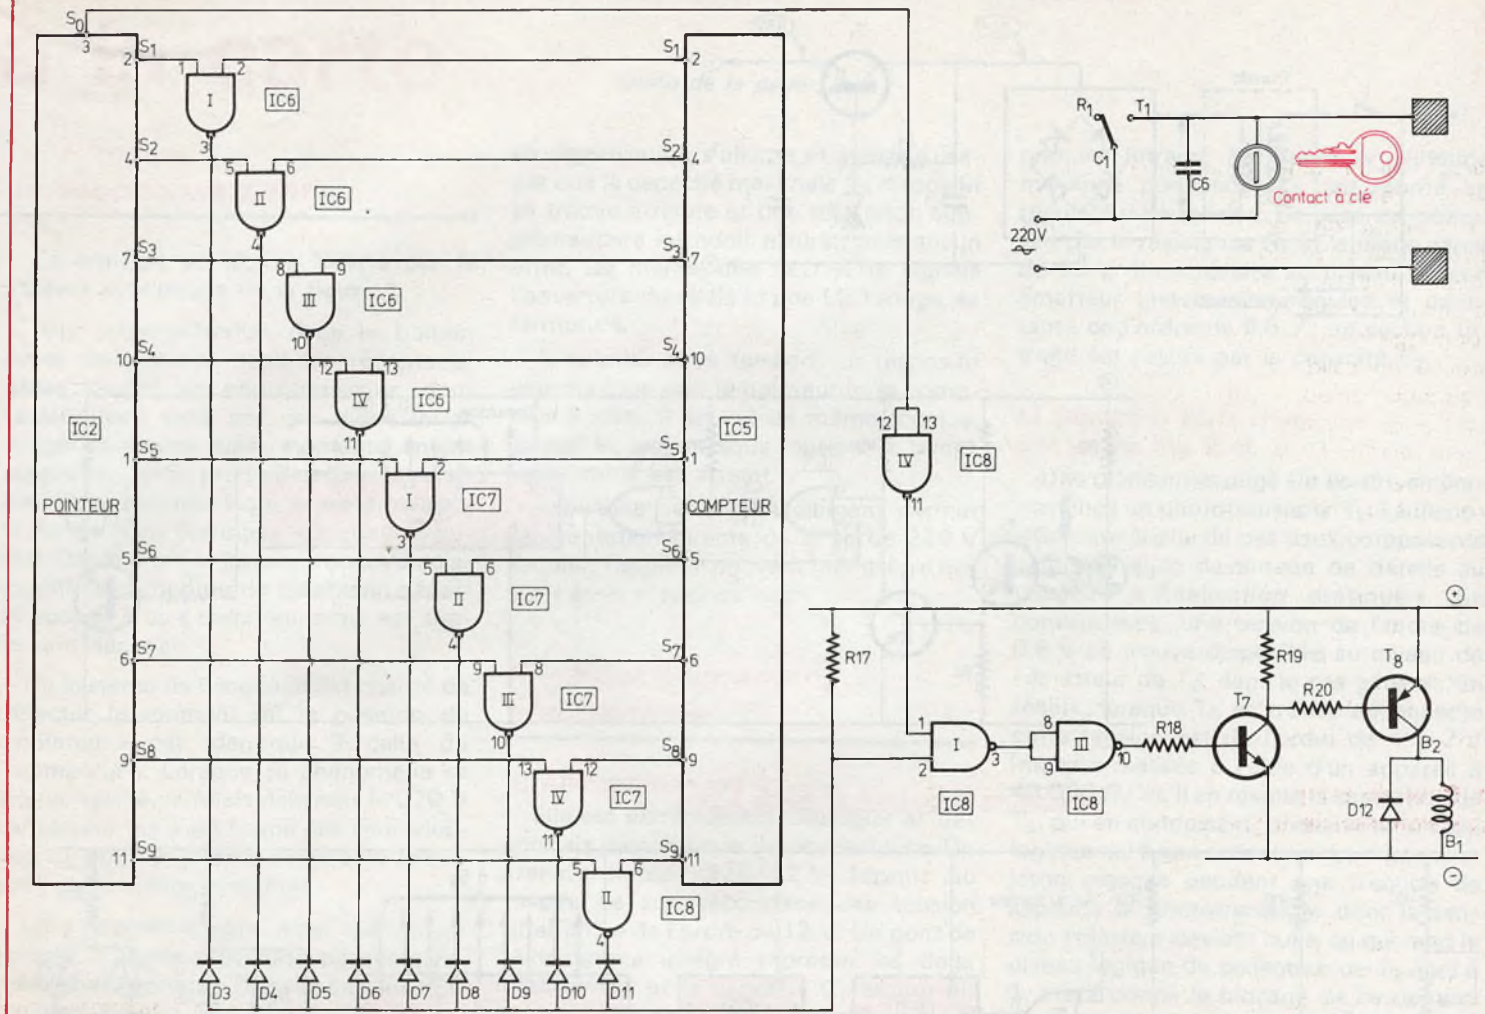 S0
3
S1
S1
2
1
2
2
I
IC6
3
S2
S2
4
5
6
4
II
IC6
4
S3
S3
7
8
9
7
III
IC6
10
S4
S4
10
12
13
10
IV
IC6
11
IC2
IC5
S5
S5
1
1
2
1
I
IC7
3
POINTEUR
COMPTEUR
S6
S6
5
5
6
5
II
IC7
4
S7
S7
6
9
8
6
III
IC7
10
S8
S8
9
13
12
9
IV
IC7
11
S9
S9
11
5
6
11
II
IC8
4
D3
D4
D5
D6
D7
D8
D9
D10
D11
R1
T1
C1
C6
Contact à clé
220V
12
13
IV
IC8
11
R17
1
2
I
3
IC8
8
9
III
10
IC8
R18
T7
R19
R20
T8
B2
D12
B1
+
−